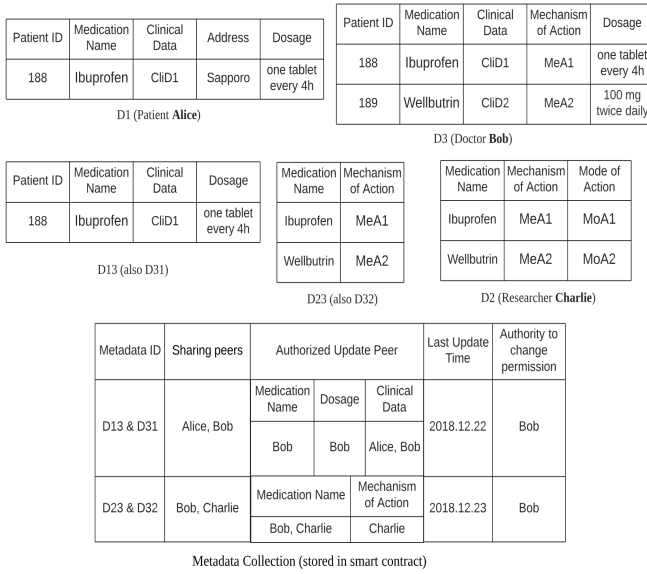 Patient ID Medication Name Clinical Data Address Dosage
188 Ibuprofen CliD1 Sapporo one tablet every 4h
D1 (Patient Alice)
Patient ID Medication Name Clinical Data Mechanism of Action Dosage
188 Ibuprofen CliD1 MeA1 one tablet every 4h
189 Wellbutrin CliD2 MeA2 100 mg twice daily
D3 (Doctor Bob)
Patient ID Medication Name Clinical Data Dosage
188 Ibuprofen CliD1 one tablet every 4h
D13 (also D31)
Medication Name Mechanism of Action
Ibuprofen MeA1
Wellbutrin MeA2
D23 (also D32)
Medication Name Mechanism of Action Mode of Action
Ibuprofen MeA1 MoA1
Wellbutrin MeA2 MoA2
D2 (Researcher Charlie)
Metadata ID Sharing peers Authorized Update Peer Last Update Time Authority to change permission
D13 & D31 Alice, Bob Medication Name Dosage Clinical Data 2018.12.22 Bob
Bob Bob Alice, Bob
D23 & D32 Bob, Charlie Medication Name Mechanism of Action 2018.12.23 Bob
Bob, Charlie Charlie
Metadata Collection (stored in smart contract)